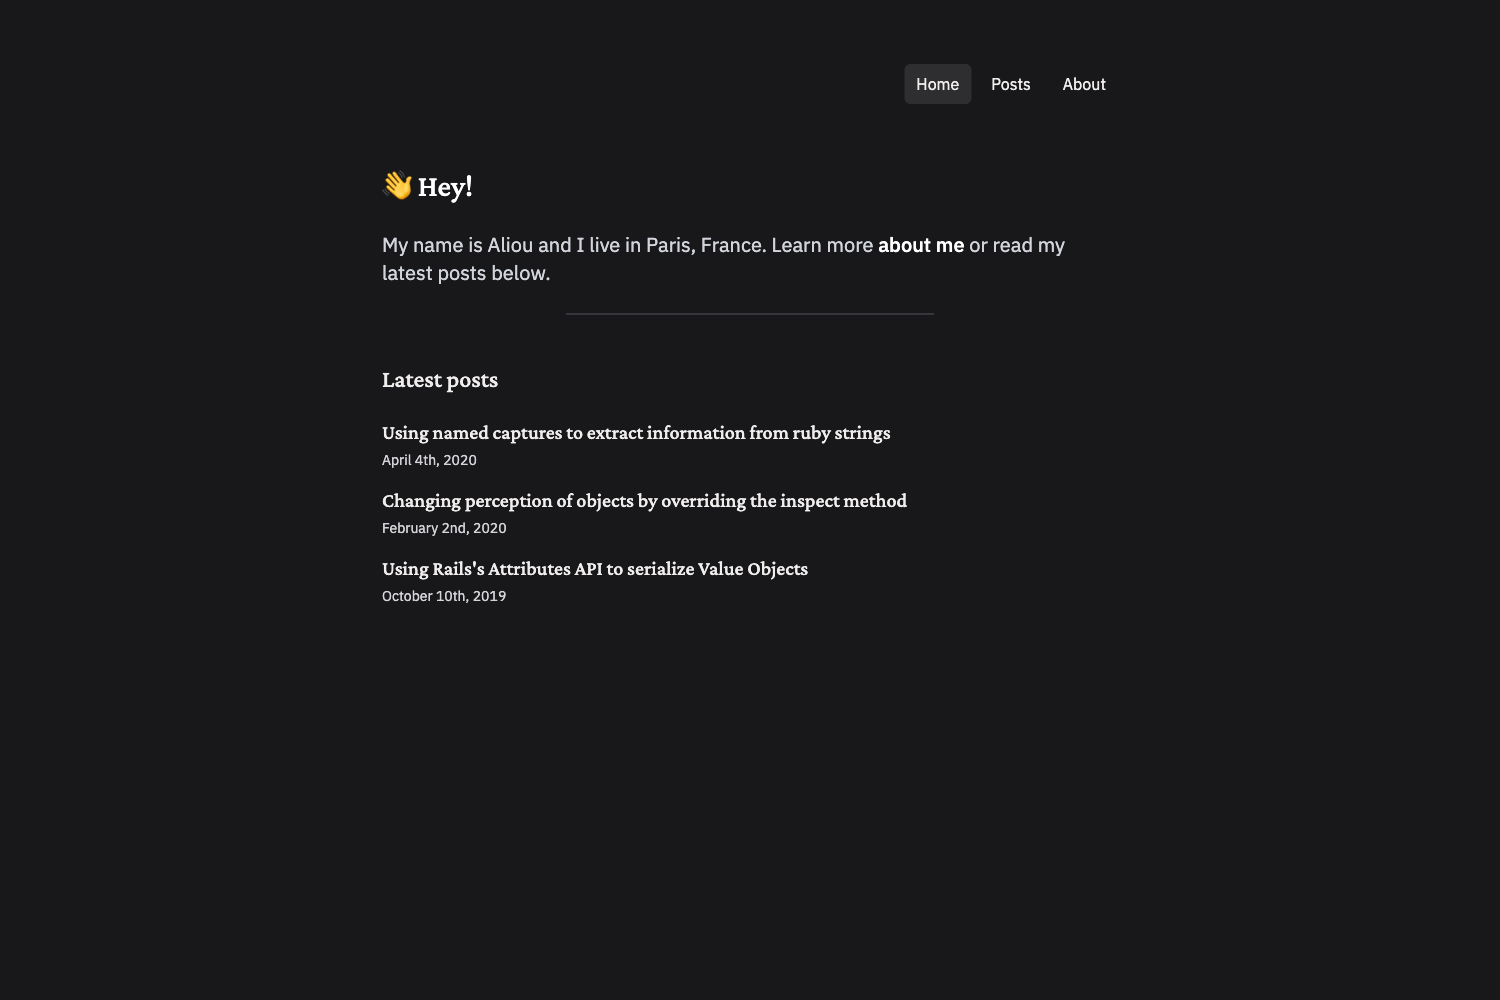 Home Posts About
👋 Hey!
My name is Aliou and I live in Paris, France. Learn more about me or read my
latest posts below.
Latest posts
Using named captures to extract information from ruby strings
April 4th, 2020
Changing perception of objects by overriding the inspect method
February 2nd, 2020
Using Rails's Attributes API to serialize Value Objects
October 10th, 2019